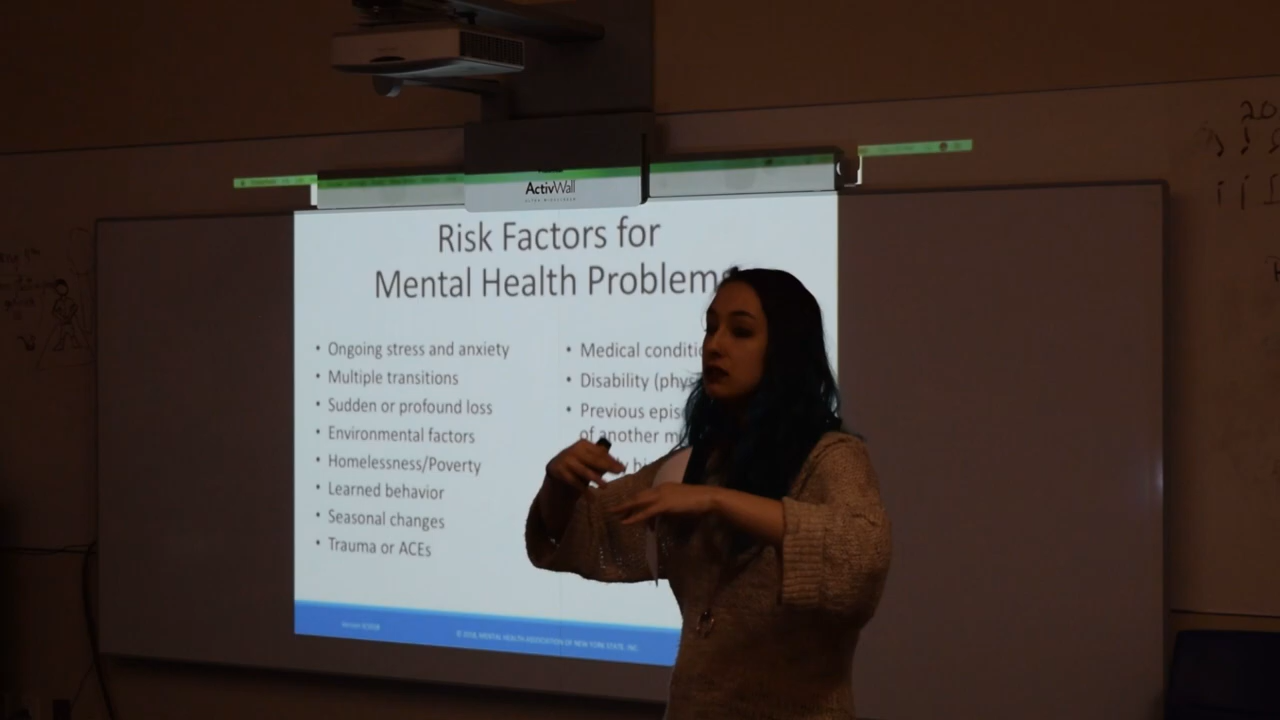 ActivWall
Risk Factors for
Mental Health Problem
• Ongoing stress and anxiety
• Multiple transitions
• Sudden or profound loss
• Environmental factors
• Homelessness/Poverty
• Learned behavior
• Seasonal changes
• Trauma or ACEs
• Medical conditi
• Disability (phys
• Previous epis
of another m
© 2018, MENTAL HEALTH ASSOCIATION OF NEW YORK STATE, INC.
20